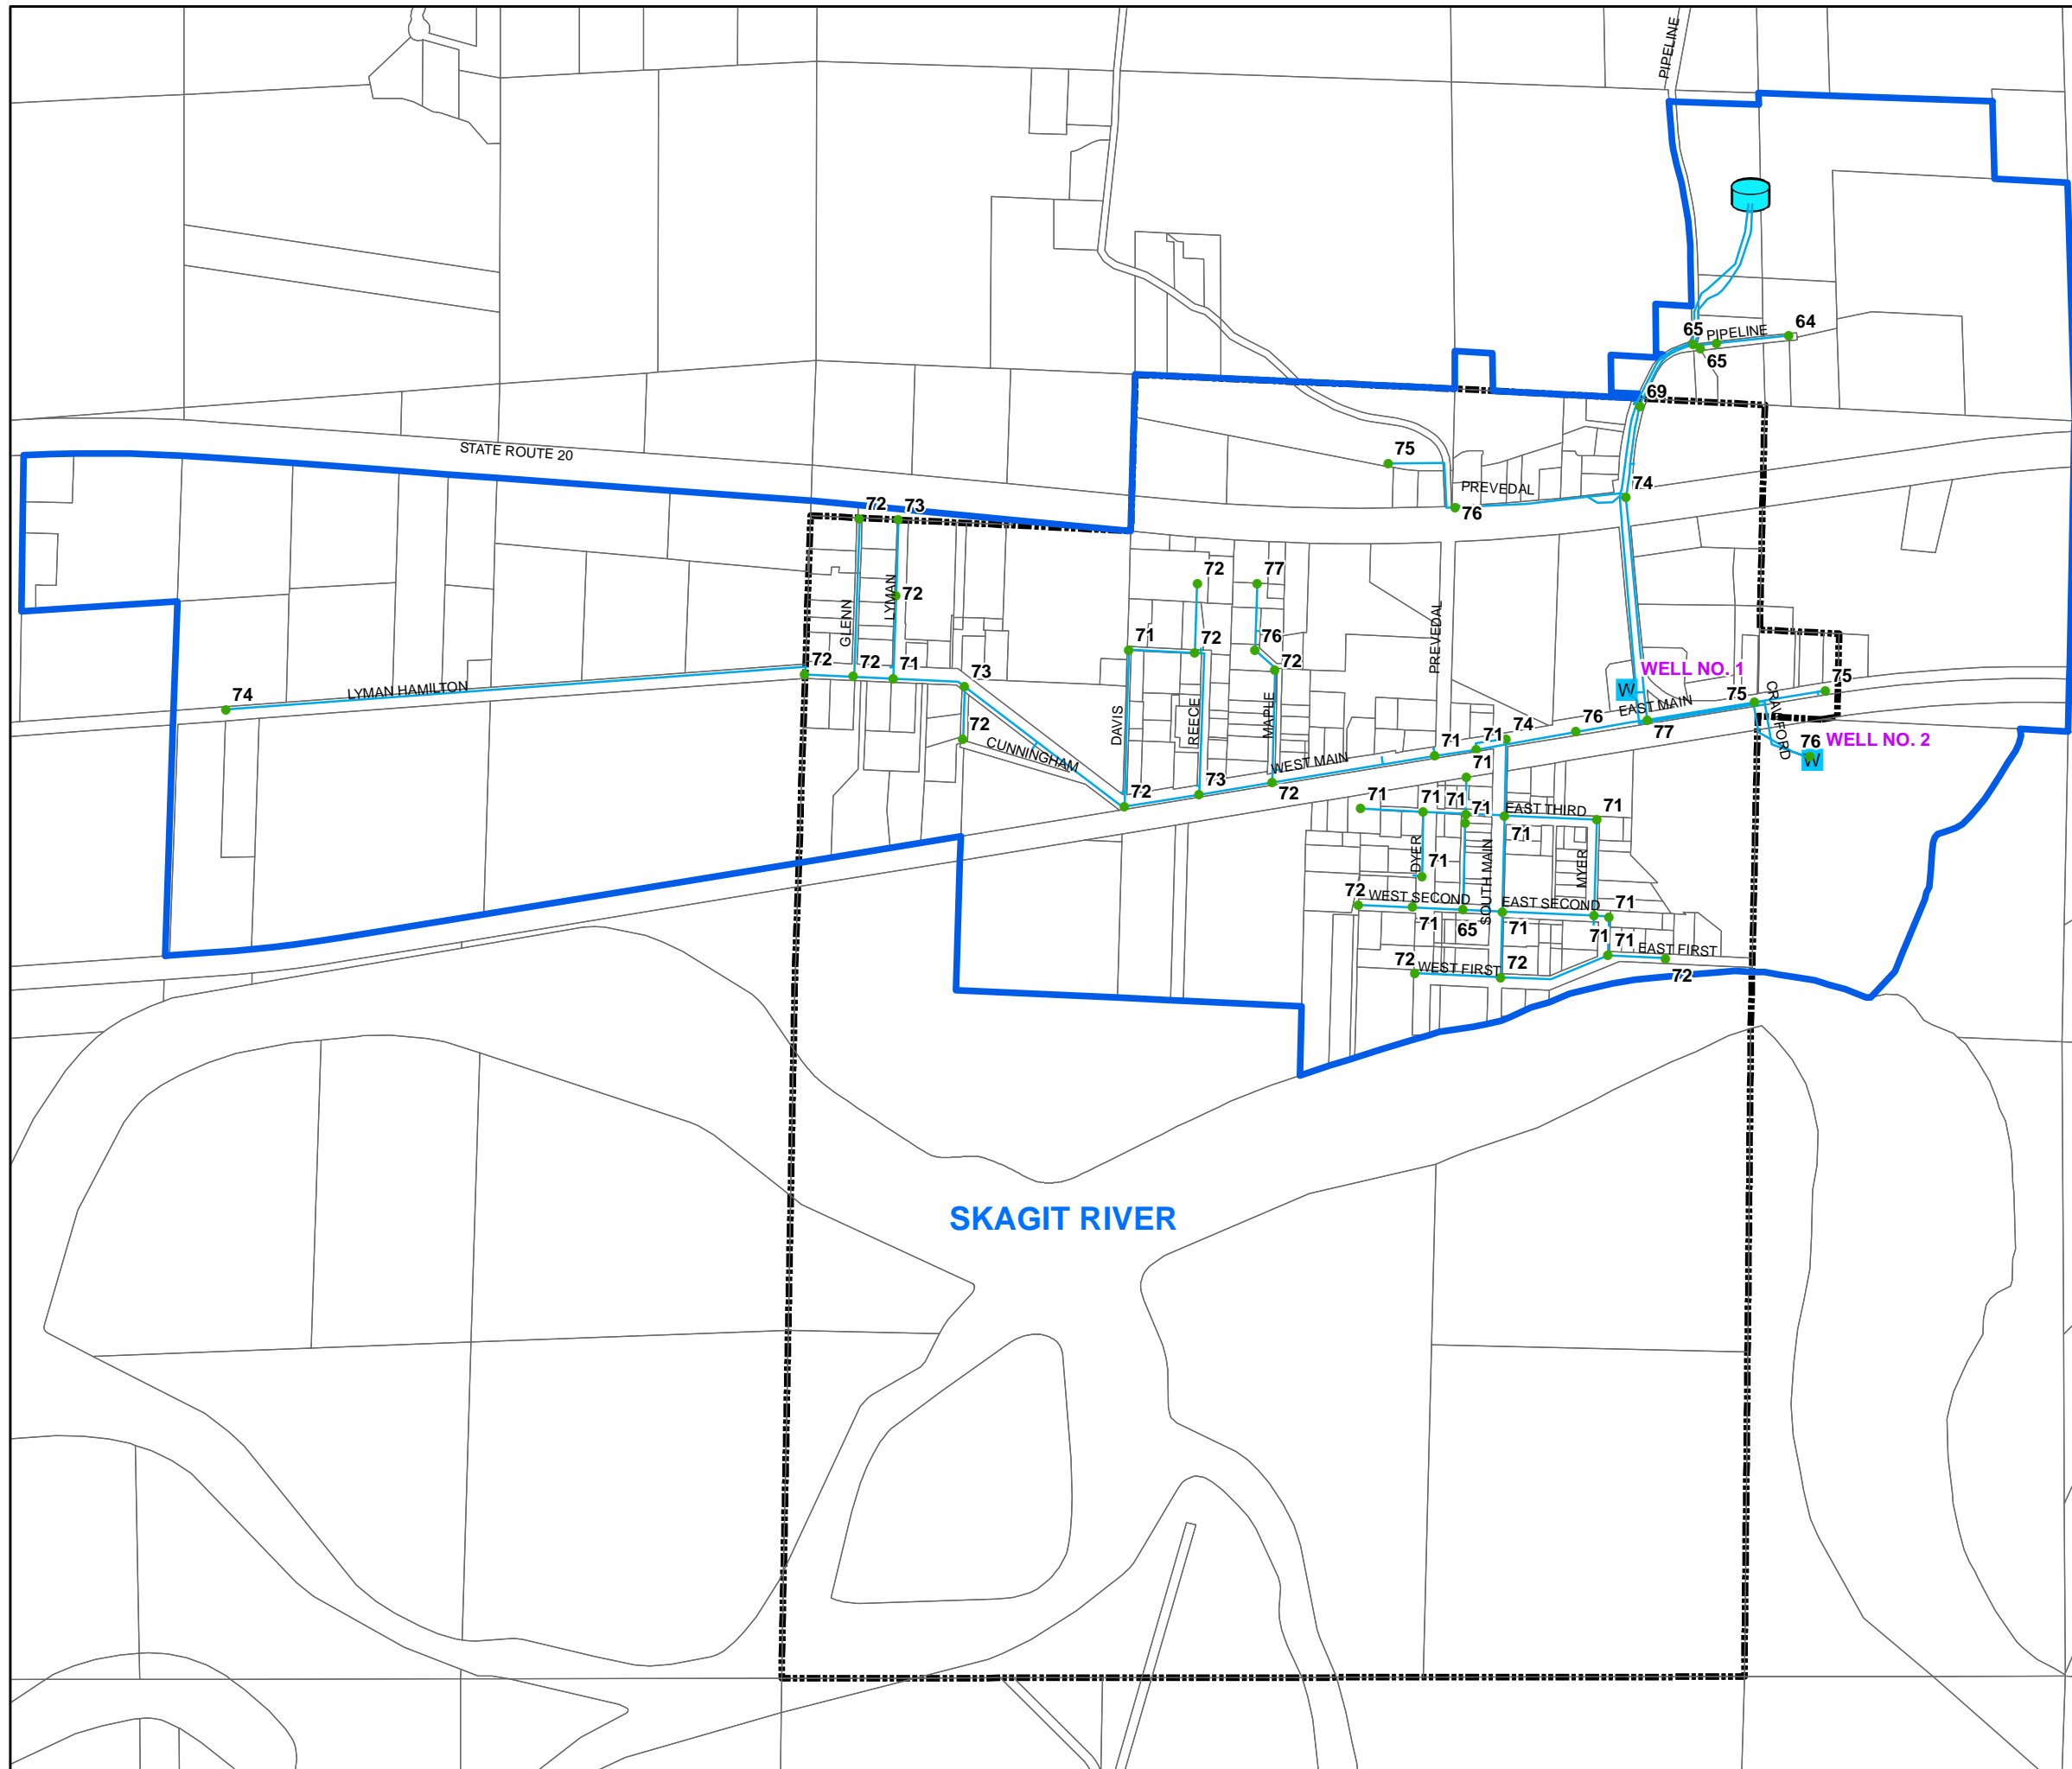 PIPELINE
65
PIPELINE
64
65
69
STATE ROUTE 20
75
PREVEDAL
74
76
72
73
72
77
LYMAN
72
GLENN
PREVEDAL
71
72
76
72
72
72
71
73
WELL NO. 1
W
75
LYMAN HAMILTON
74
CRAWFORD
75
EAST MAIN
DAVIS
REECE
MAPLE
72
74
76
77
71
71
CUNNINGHAM
WEST MAIN
76
WELL NO. 2
W
71
72
73
72
71
71
71
71
EAST THIRD
71
71
DYER
71
SOUTH MAIN
MYER
72
WEST SECOND
EAST SECOND
71
71
65
71
71
71
EAST FIRST
72
WEST FIRST
72
72
SKAGIT RIVER